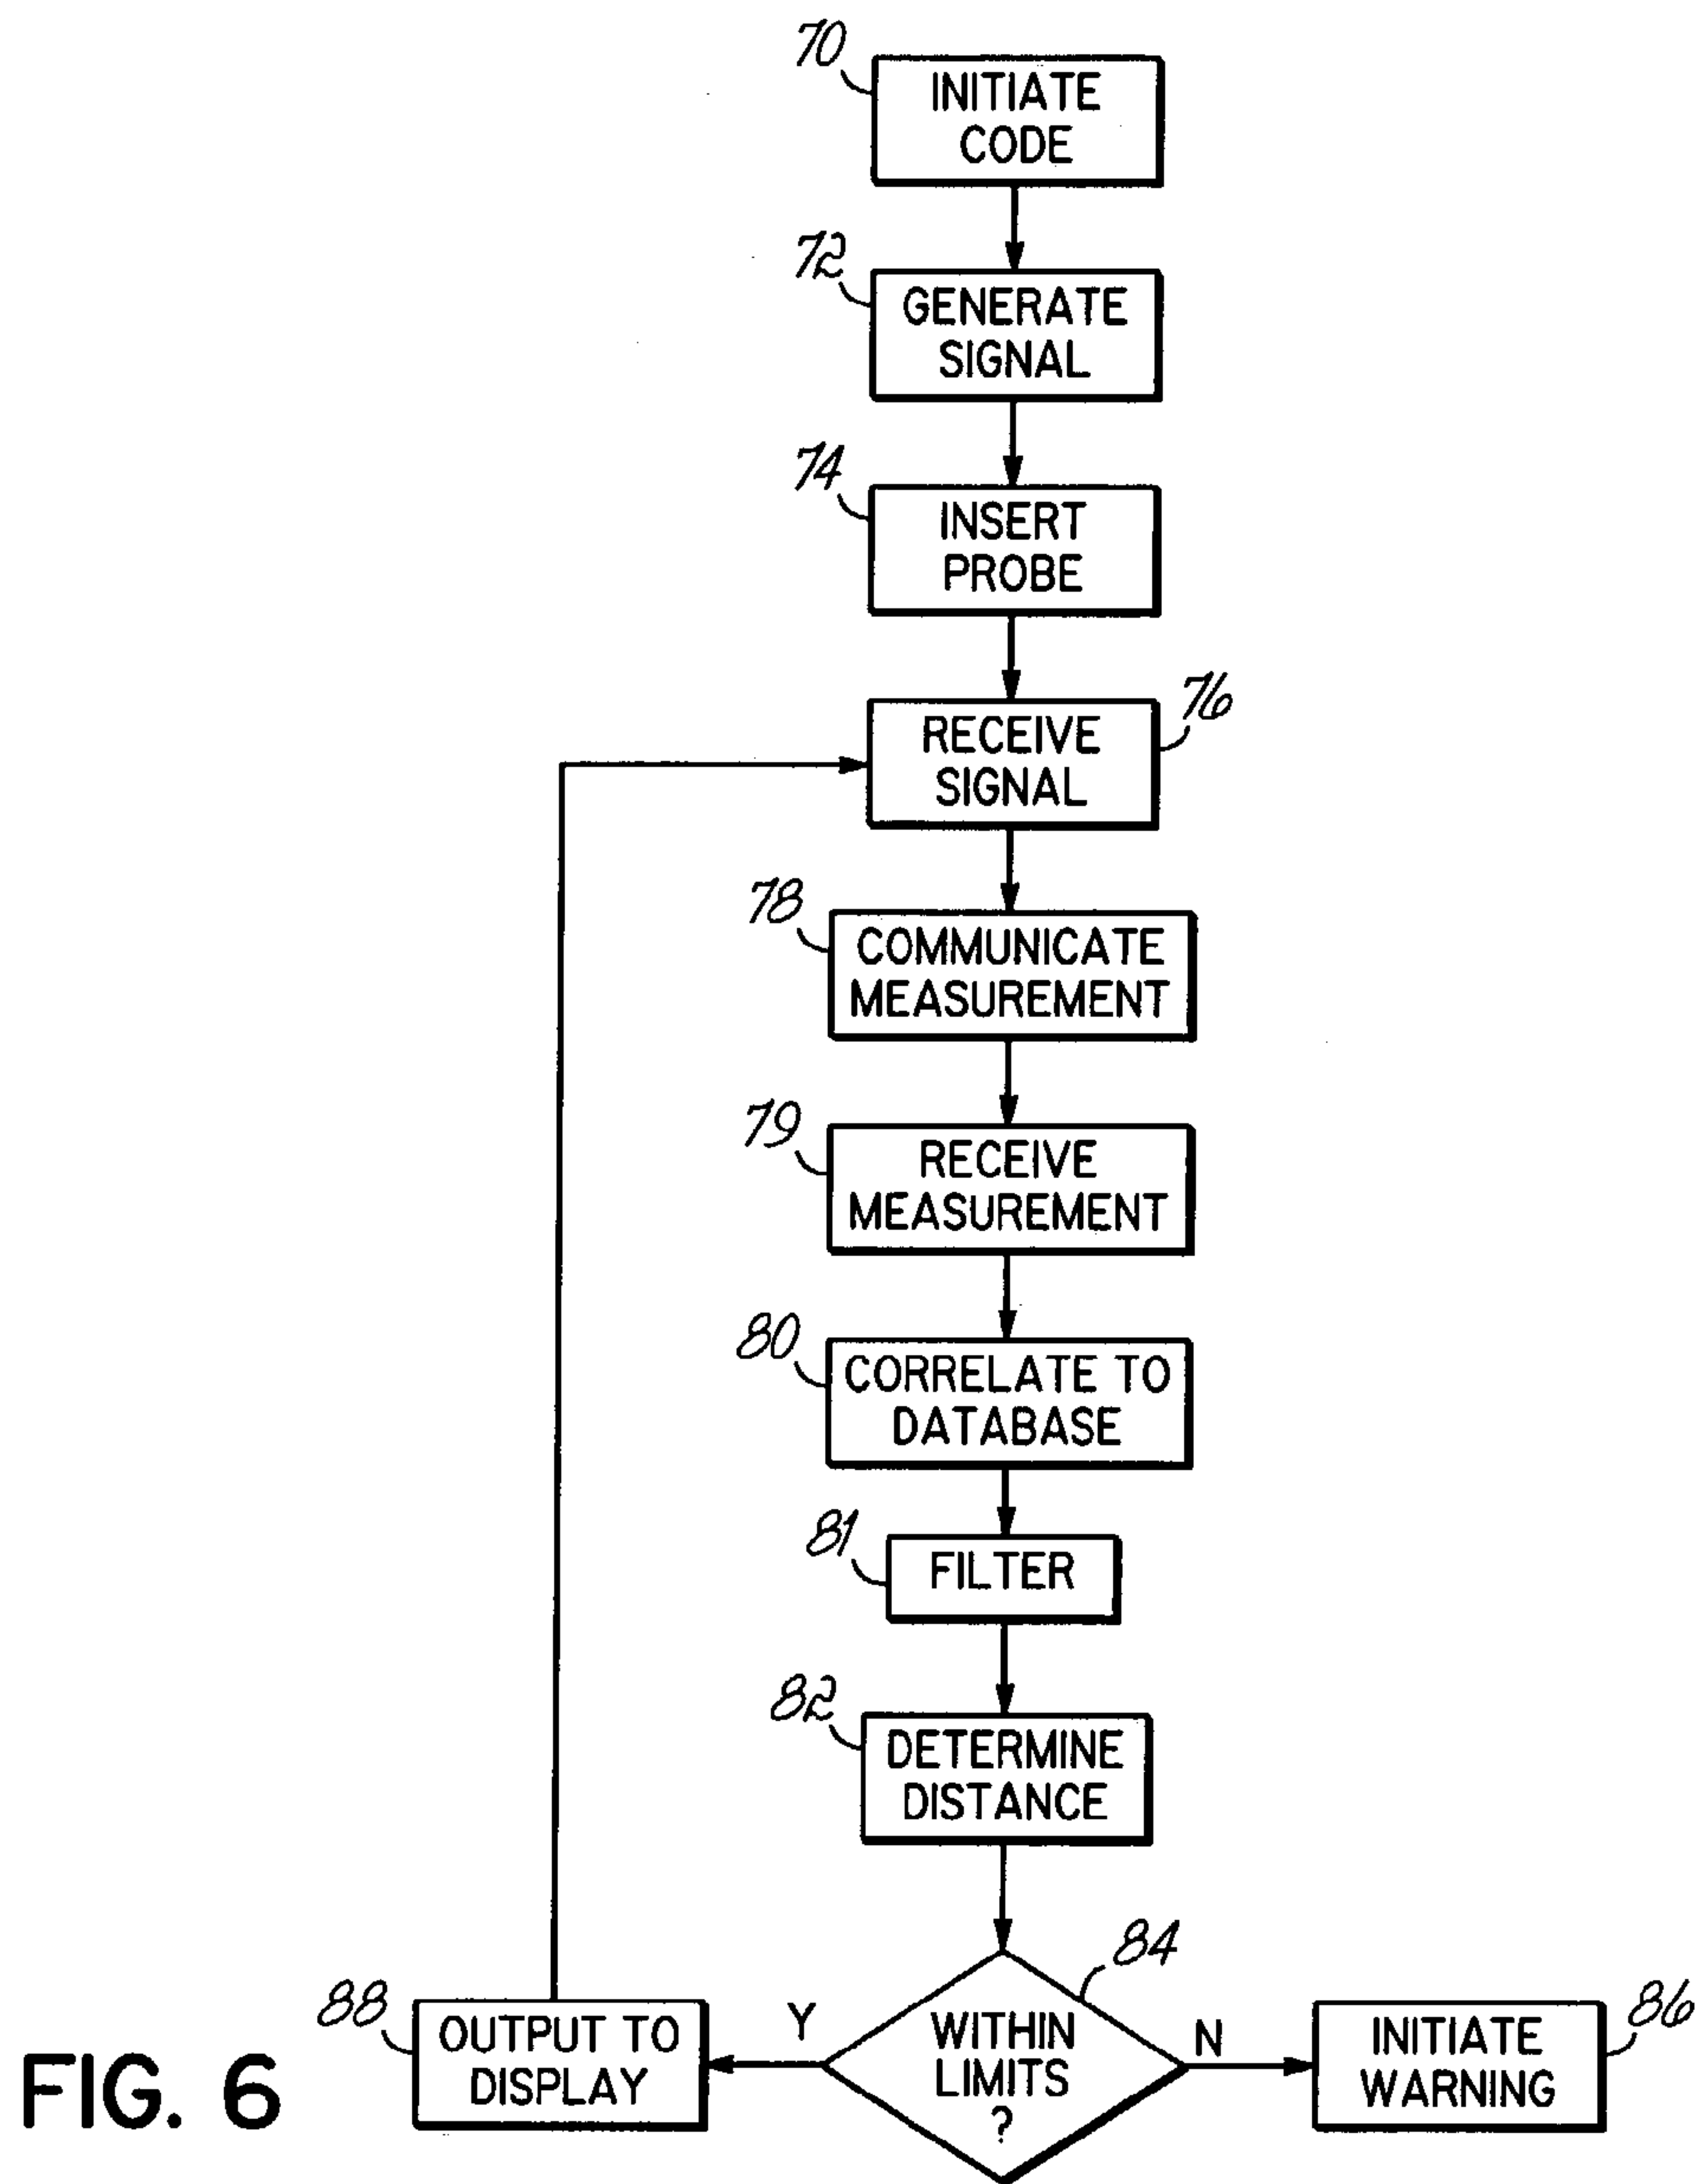 70
INITIATE
CODE
72
GENERATE
SIGNAL
74
INSERT
PROBE
76
RECEIVE
SIGNAL
78
COMMUNICATE
MEASUREMENT
79
RECEIVE
MEASUREMENT
80
CORRELATE TO
DATABASE
81
FILTER
82
DETERMINE
DISTANCE
84
WITHIN
LIMITS
?
Y
N
88
OUTPUT TO
DISPLAY
86
INITIATE
WARNING
FIG. 6